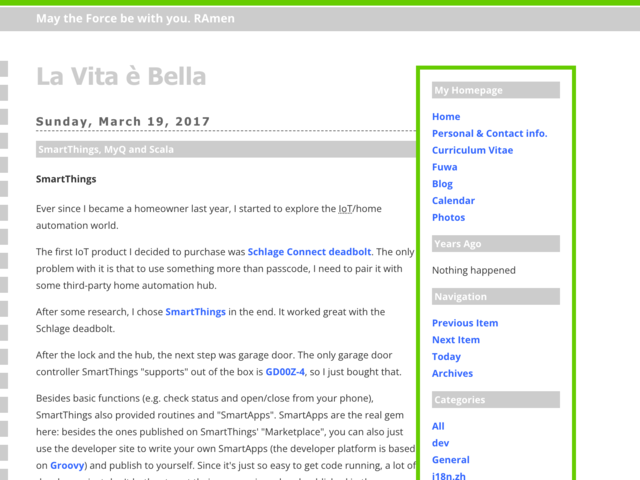 May the Force be with you. RAmen
La Vita è Bella
Sunday, March 19, 2017
SmartThings, MyQ and Scala
SmartThings
Ever since I became a homeowner last year, I started to explore the IoT/home
automation world.
The first IoT product I decided to purchase was Schlage Connect deadbolt. The only
problem with it is that to use something more than passcode, I need to pair it with
some third-party home automation hub.
After some research, I chose SmartThings in the end. It worked great with the
Schlage deadbolt.
After the lock and the hub, the next step was garage door. The only garage door
controller SmartThings "supports" out of the box is GD00Z-4, so I just bought that.
Besides basic functions (e.g. check status and open/close from your phone),
SmartThings also provided routines and "SmartApps". SmartApps are the real gem
here: besides the ones published on SmartThings' "Marketplace", you can also
use the developer site to write your own SmartApps (the developer platform is based
on Groovy) and publish to yourself. Since it's just so easy to get code running, a lot of
My Homepage
Home
Personal & Contact info.
Curriculum Vitae
Fuwa
Blog
Calendar
Photos
Years Ago
Nothing happened
Navigation
Previous Item
Next Item
Today
Archives
Categories
All
dev
General
i18n.zh